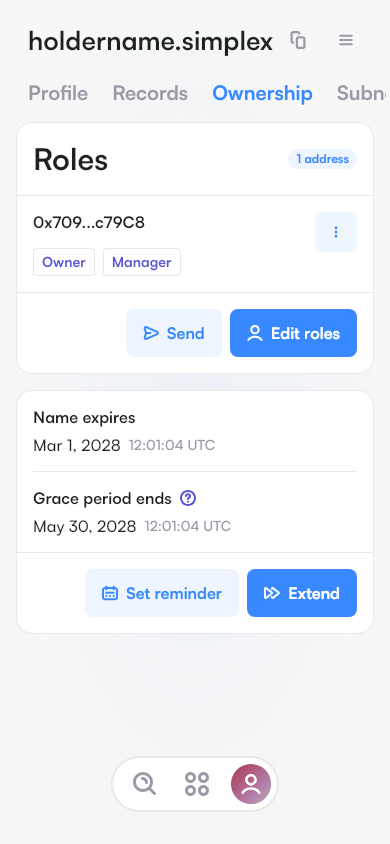 holdername.simplex
Profile Records Ownership Subn
Roles 1 address
0x709...c79C8
Owner Manager
Send Edit roles
Name expires
Mar 1, 2028 12:01:04 UTC
Grace period ends
May 30, 2028 12:01:04 UTC
Set reminder Extend